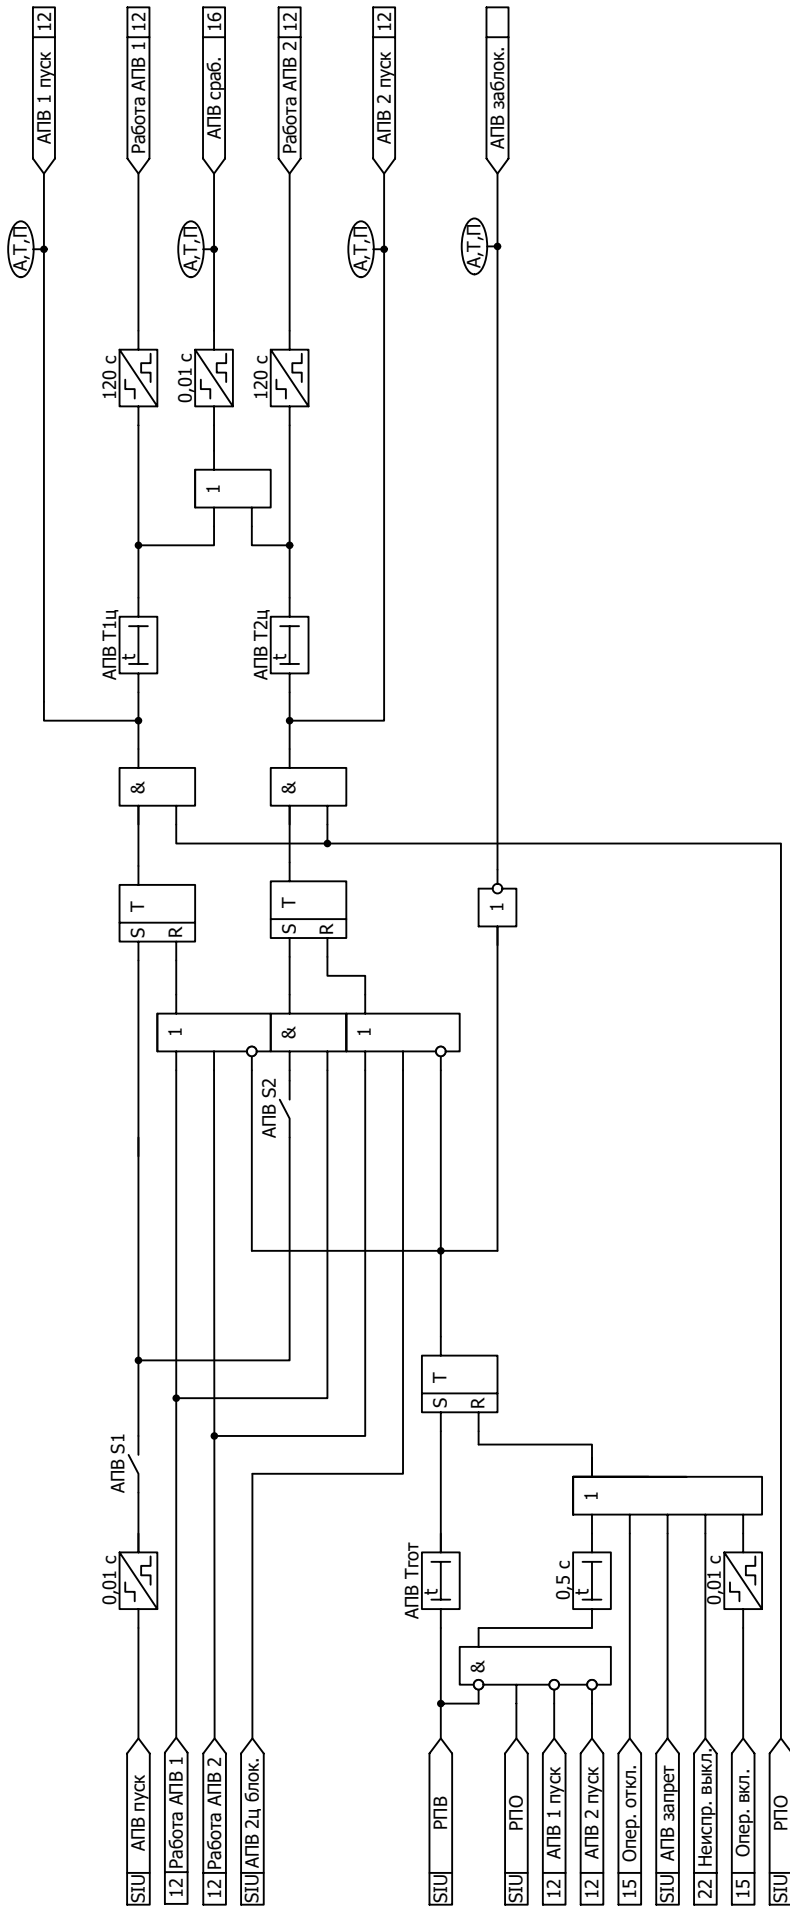 SIU АПВ пуск
12 Работа АПВ 1
12 Работа АПВ 2
SIU АПВ 2ц блок.
SIU РПВ
SIU РПО
12 АПВ 1 пуск
12 АПВ 2 пуск
15 Опер. откл.
SIU АПВ запрет
22 Неиспр. выкл.
15 Опер. вкл.
SIU РПО
0,01 с
АПВ S1
АПВ Тгот
t
&
0,5 с
t
0,01 с
1
S T
R
АПВ S2
1
&
1
S T
R
S T
R
1
&
&
АПВ Т1ц
t
АПВ Т2ц
t
1
120 с
0,01 с
120 с
А,Т,П
А,Т,П
А,Т,П
А,Т,П
АПВ 1 пуск 12
Работа АПВ 1 12
АПВ сраб. 16
Работа АПВ 2 12
АПВ 2 пуск 12
АПВ заблок.